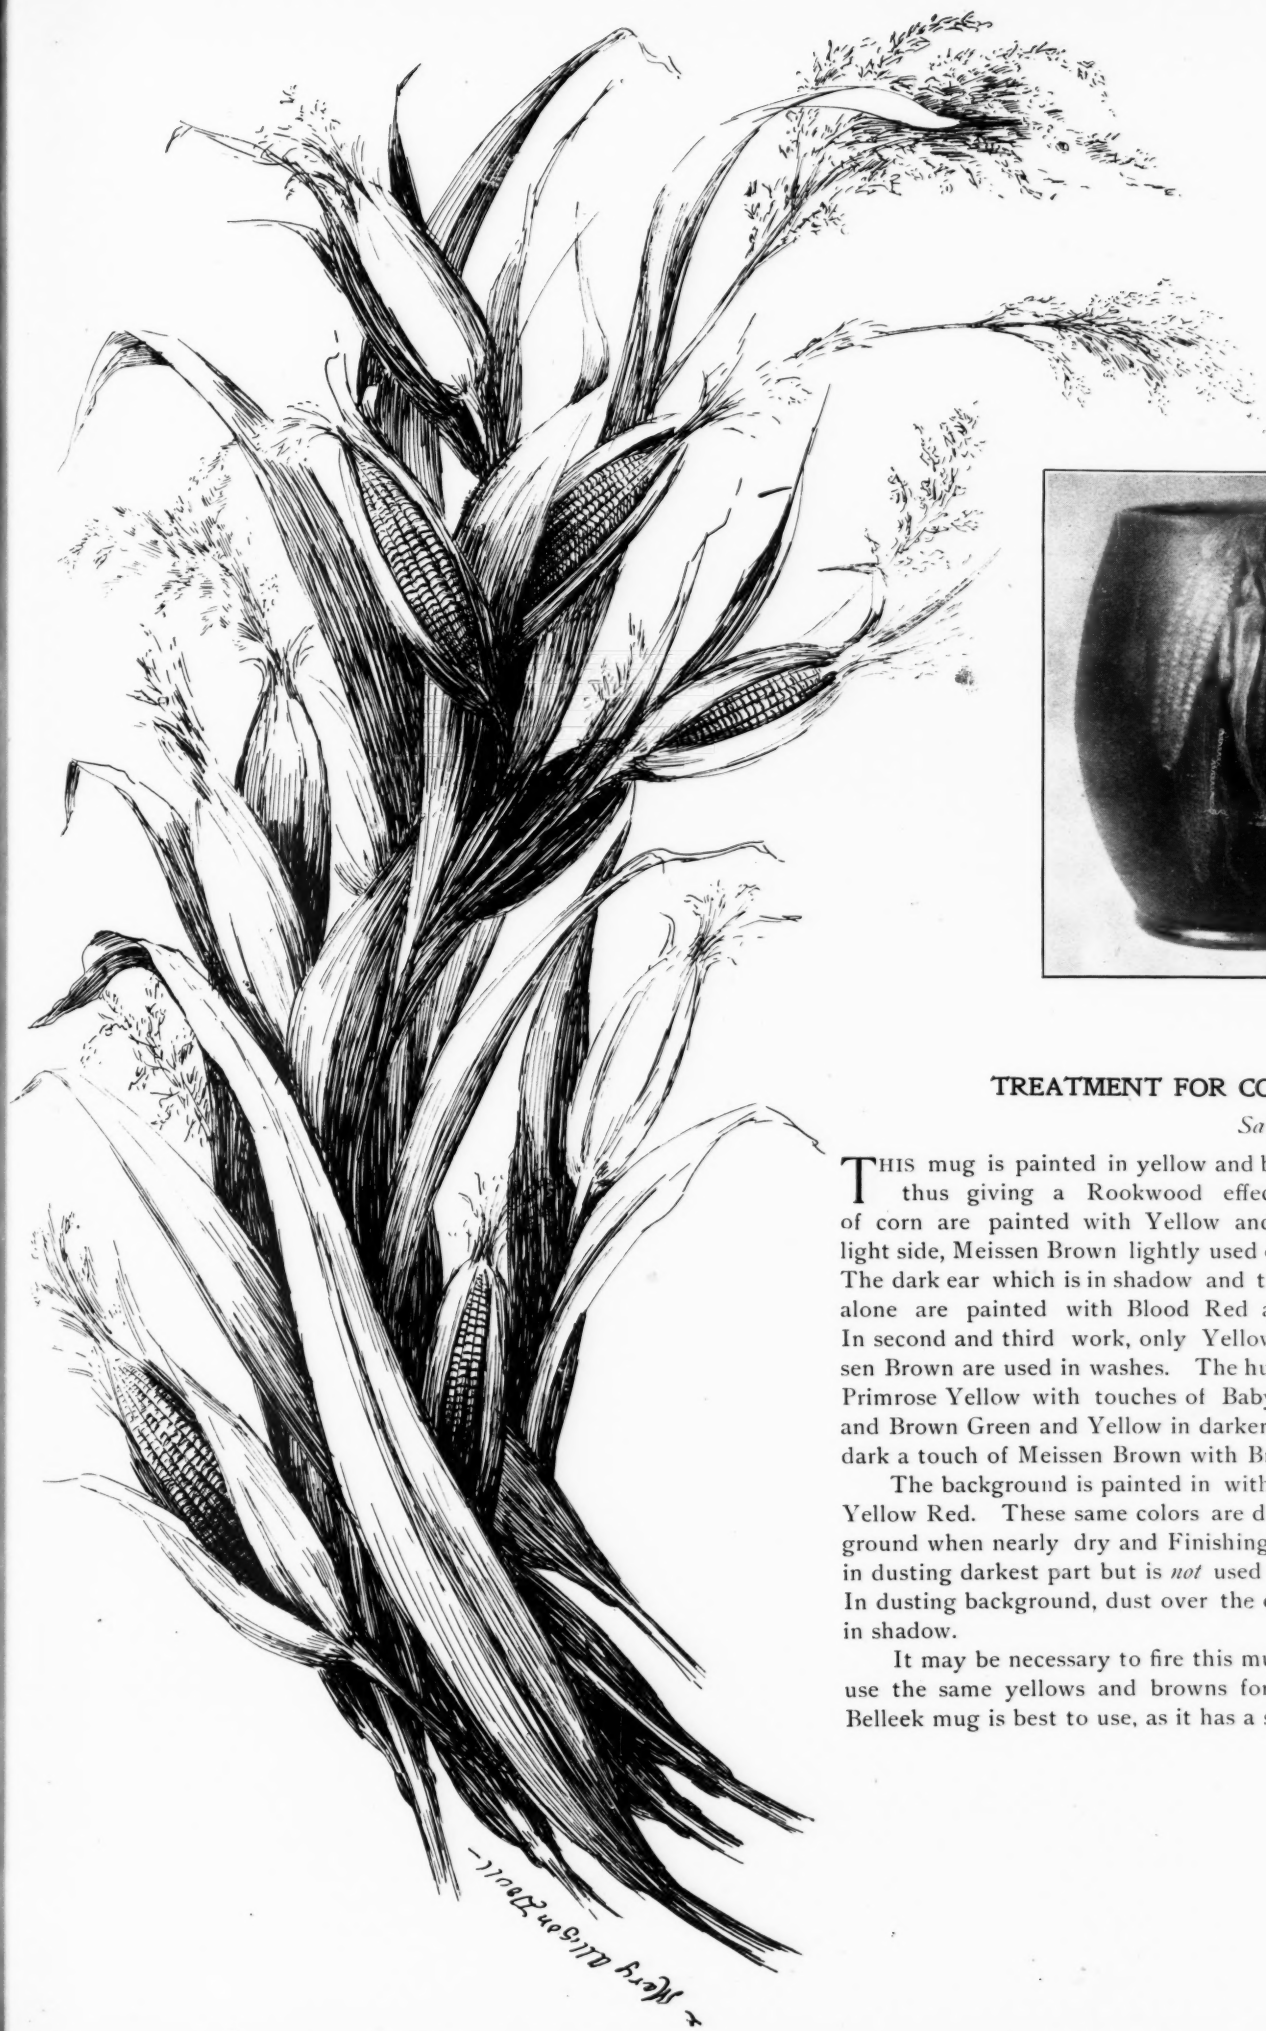 TREATMENT FOR CO
Sa
THIS mug is painted in yellow and b
thus giving a Rookwood effec
of corn are painted with Yellow and
light side, Meissen Brown lightly used
The dark ear which is in shadow and t
alone are painted with Blood Red a
In second and third work, only Yellow
sen Brown are used in washes. The hu
Primrose Yellow with touches of Baby
and Brown Green and Yellow in darker
dark a touch of Meissen Brown with Br
The background is painted in with
Yellow Red. These same colors are d
ground when nearly dry and Finishing
in dusting darkest part but is not used
In dusting background, dust over the
in shadow.
It may be necessary to fire this mu
use the same yellows and browns for
Belleek mug is best to use, as it has a s
Mary Allison Doull